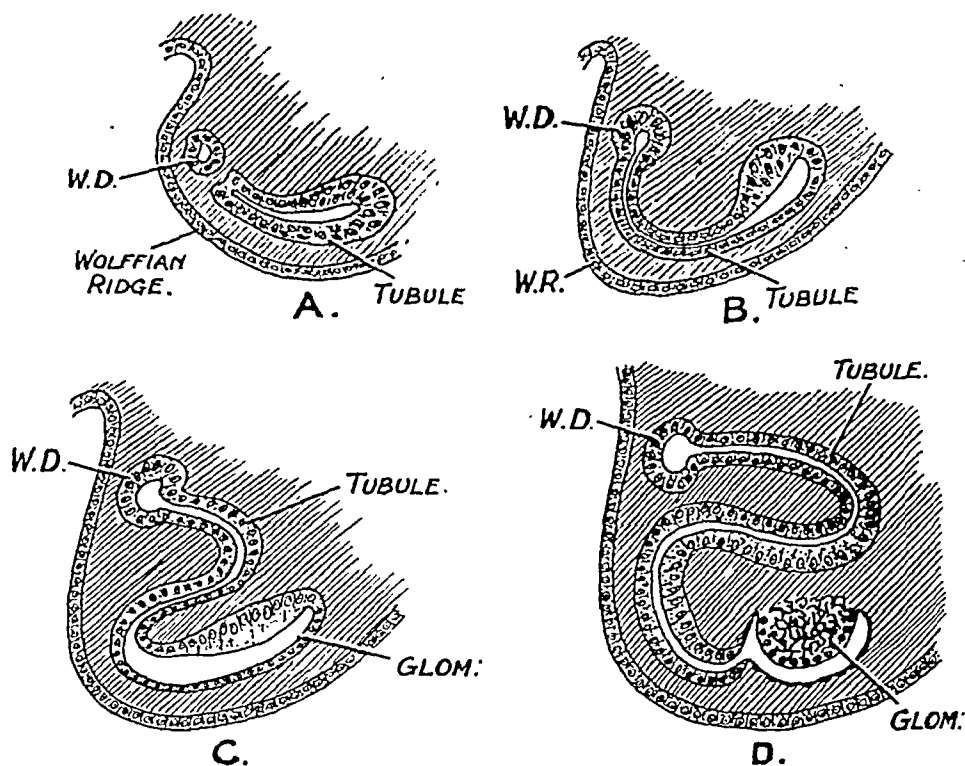 W.D.
WOLFFIAN
RIDGE.
TUBULE
A.
W.D.
W.R.
TUBULE
B.
W.D.
TUBULE.
GLOM:
C.
TUBULE.
W.D.
GLOM:
D.